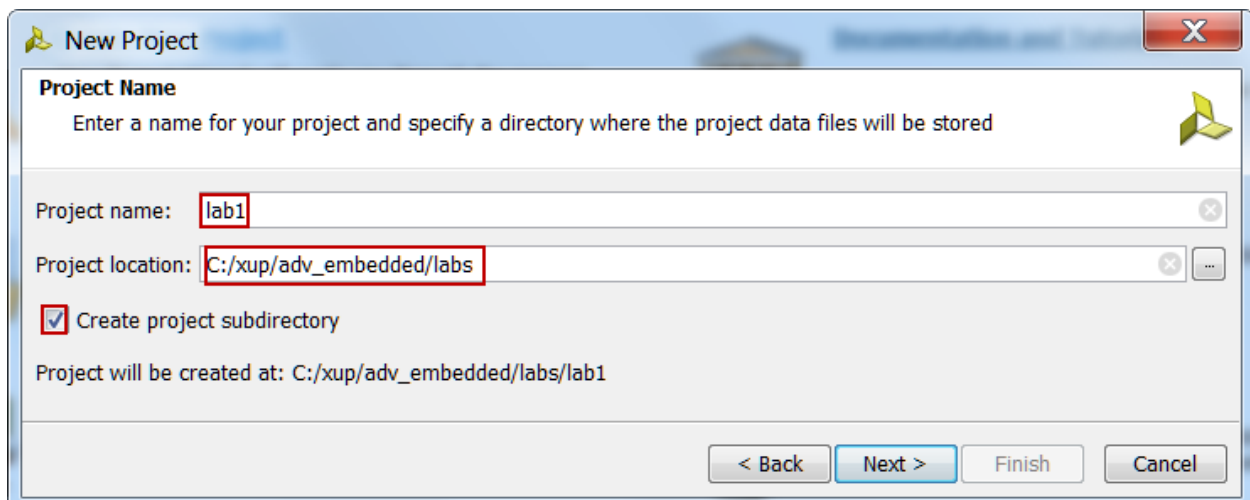 New Project
Project Name
Enter a name for your project and specify a directory where the project data files will be stored
Project name: lab1
Project location: C:/xup/adv_embedded/labs ...
Create project subdirectory
Project will be created at: C:/xup/adv_embedded/labs/lab1
< Back Next > Finish Cancel